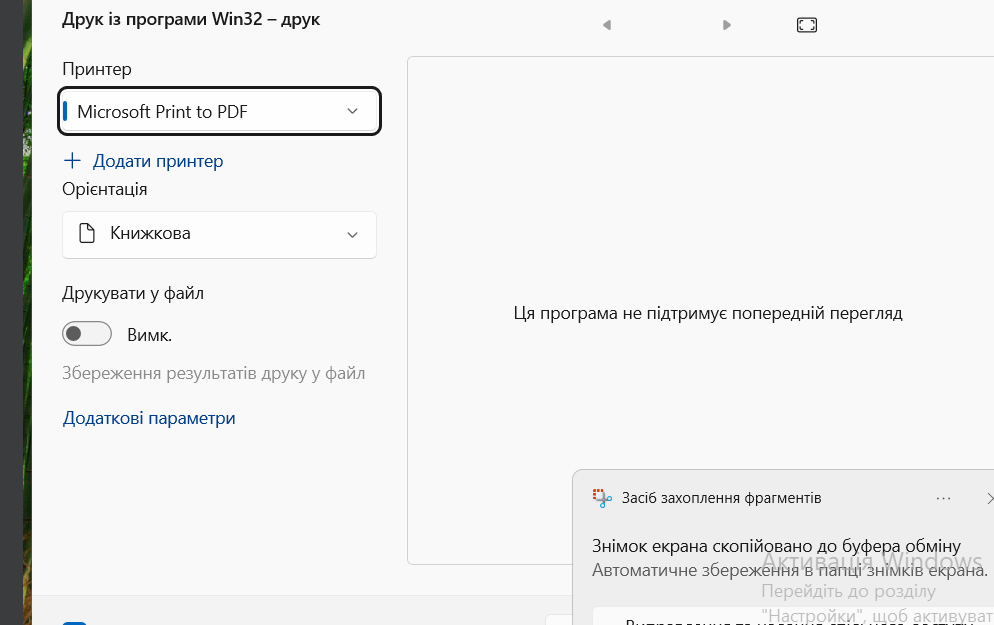 Друк із програми Win32 – друк
Принтер
Microsoft Print to PDF
Додати принтер
Орієнтація
Книжкова
Друкувати у файл
Вимк.
Збереження результатів друку у файл
Додаткові параметри
Ця програма не підтримує попередній перегляд
Засіб захоплення фрагментів
Знімок екрана скопійовано до буфера обміну
Автоматичне збереження в папці знімків екрана.
Активація Windows
Перейдіть до розділу
"Настройки", щоб активуват